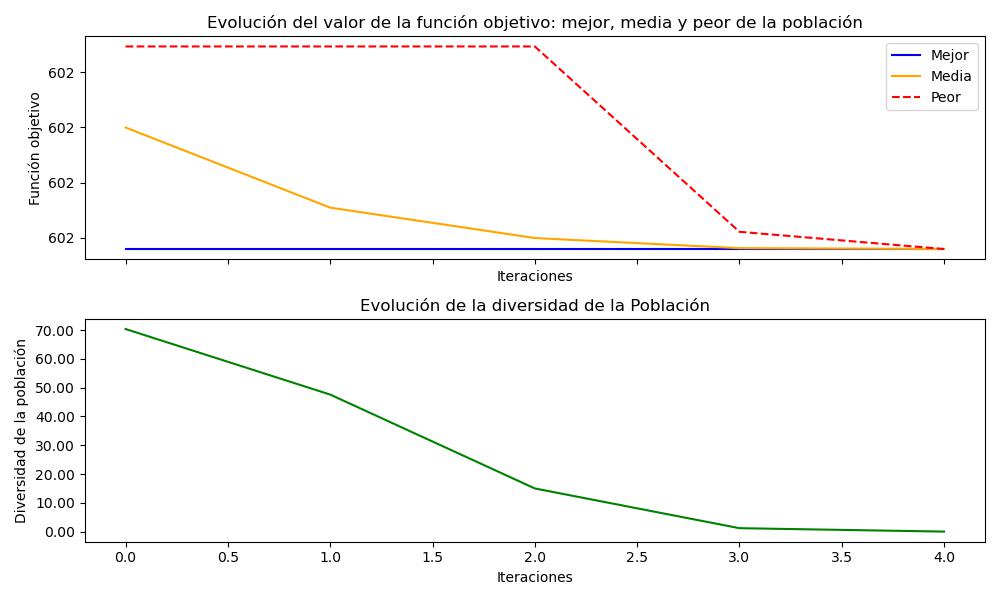 Evolución del valor de la función objetivo: mejor, media y peor de la población
Función objetivo
602
602
602
602
Mejor
Media
Peor
Iteraciones
Evolución de la diversidad de la Población
Diversidad de la población
70.00
60.00
50.00
40.00
30.00
20.00
10.00
0.00
0.0 0.5 1.0 1.5 2.0 2.5 3.0 3.5 4.0
Iteraciones